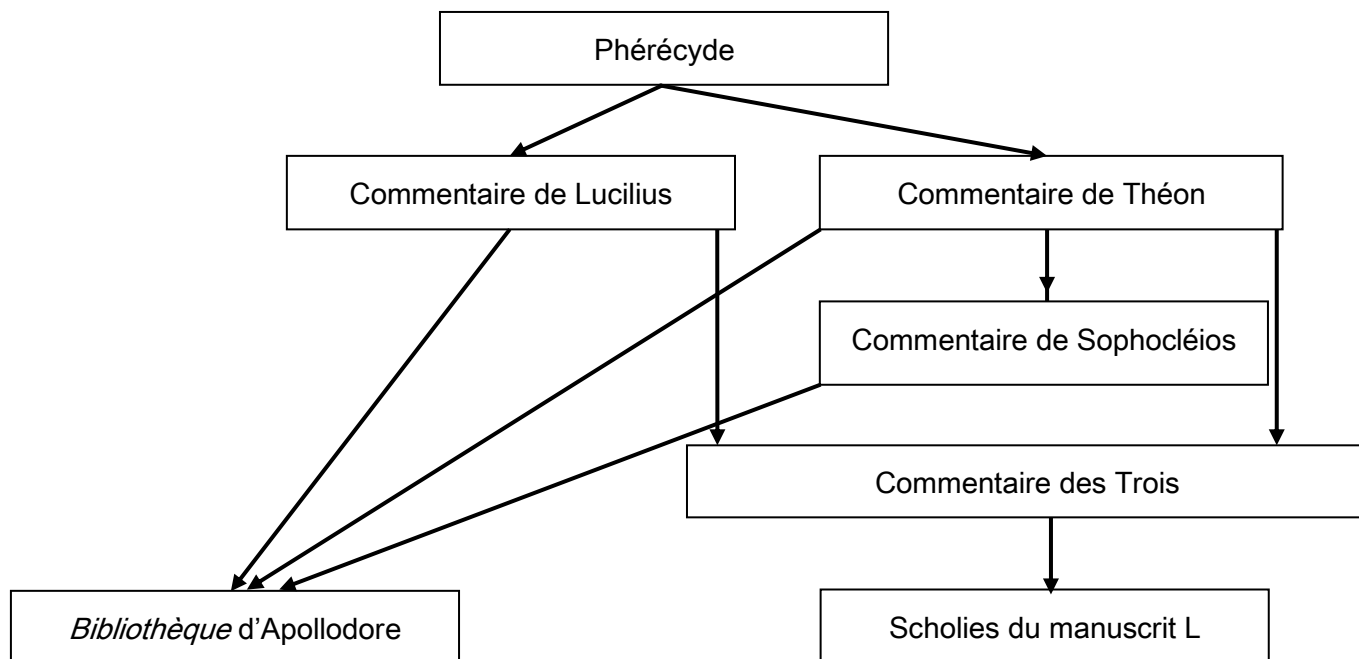 Phérécyde
Commentaire de Lucilius
Commentaire de Théon
Commentaire de Sophocléios
Commentaire des Trois
Bibliothèque d'Apollodore
Scholies du manuscrit L